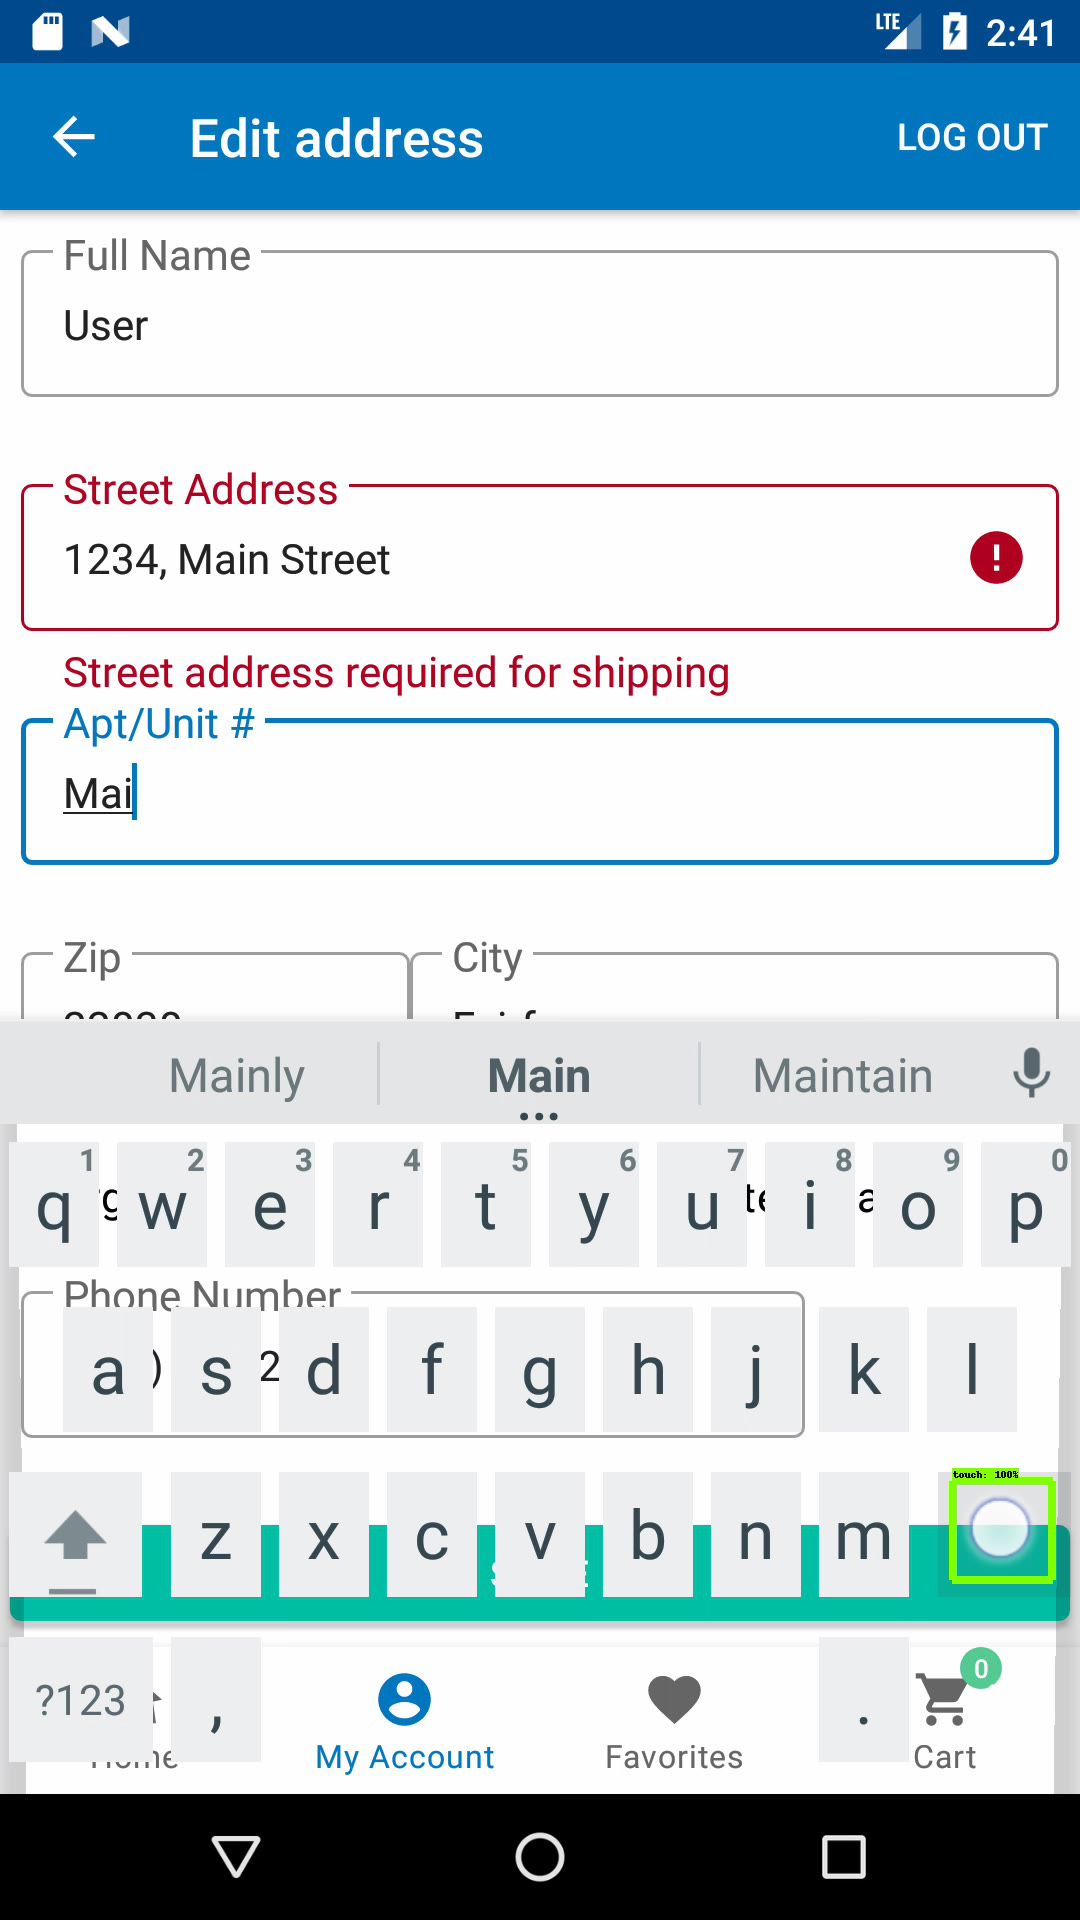 LTE 2:41
Edit address LOG OUT
Full Name
User
Street Address
1234, Main Street
!
Street address required for shipping
Apt/Unit #
Mai
Zip City
Mainly Main Maintain
1 2 3 4 5 6 7 8 9 0
q w e r t y u i o p
Phone Number
a s d f g h j k l
touch: 100%
z x c v b n m
?123 , .
0
Home My Account Favorites Cart